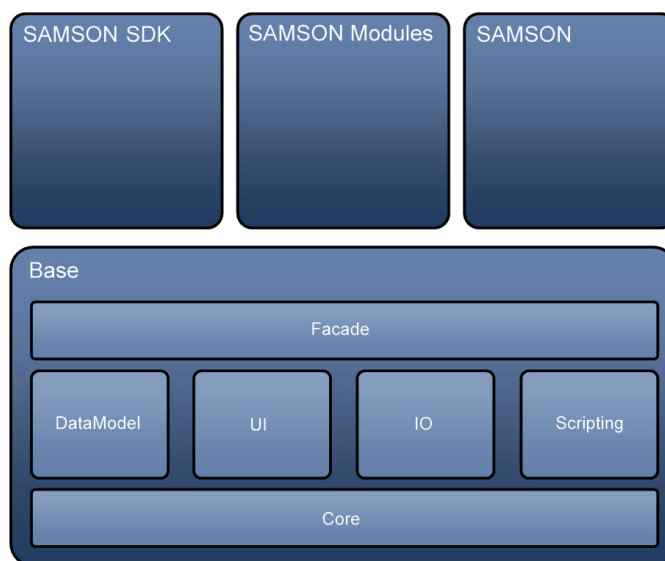 SAMSON SDK
SAMSON Modules
SAMSON
Base
Facade
DataModel
UI
IO
Scripting
Core